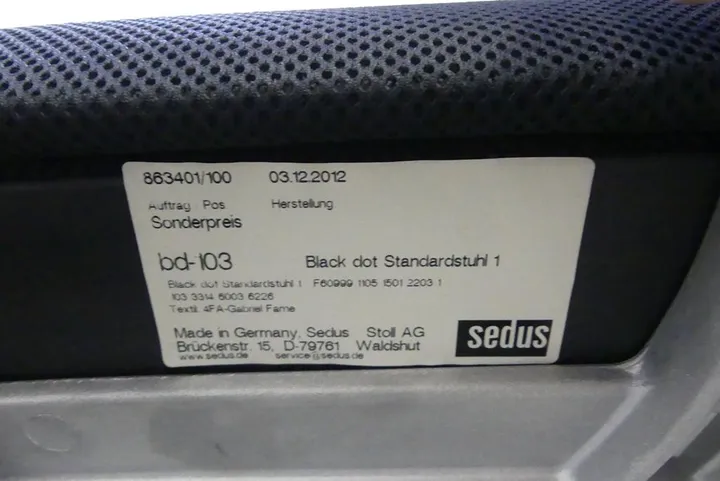 863401/100 03.12.2012
Auftrag / Pos Herstellung
Sonderpreis
bd-103 Black dot Standardstuhl 1
Black dot Standardstuhl 1 F60999 1105 1501 2203 1
103 3314 6003 6226
Textil 4FA-Gabriel Fame
Made in Germany, Sedus Stoll AG
Brückenstr. 15, D-79761 Waldshut
www.sedus.de service@sedus.de
sedus